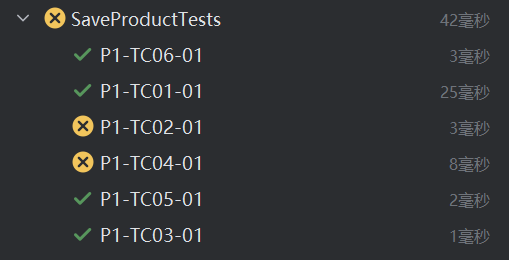 SaveProductTests 42毫秒
P1-TC06-01 3毫秒
P1-TC01-01 25毫秒
P1-TC02-01 3毫秒
P1-TC04-01 8毫秒
P1-TC05-01 2毫秒
P1-TC03-01 1毫秒